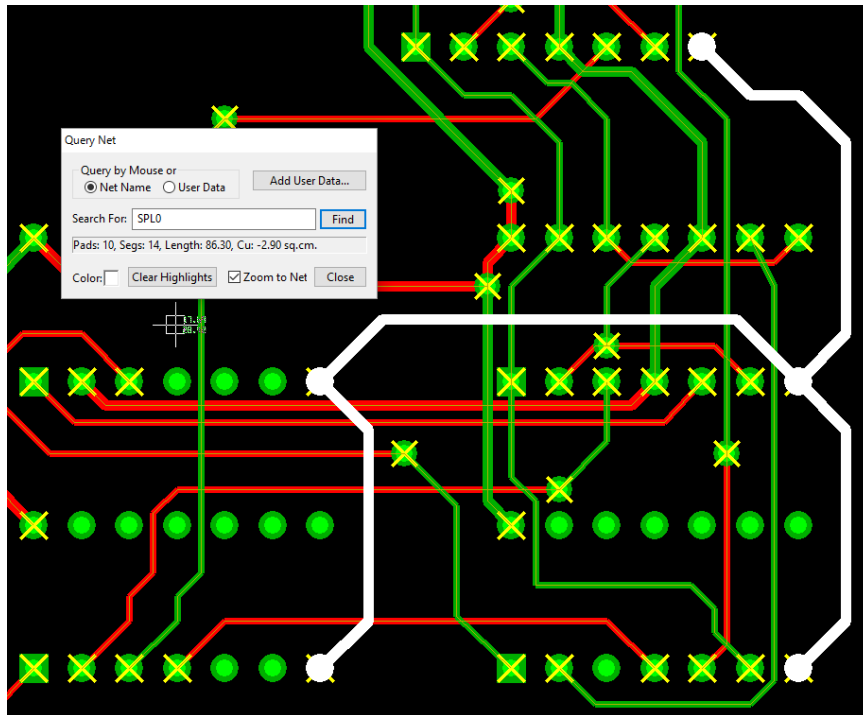 Query Net
Query by Mouse or
Net Name User Data
Add User Data...
Search For: SPL0 Find
Pads: 10, Segs: 14, Length: 86.30, Cu: -2.90 sq.cm.
Color: Clear Highlights Zoom to Net Close